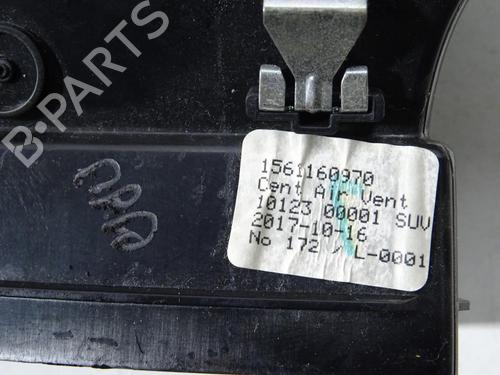 B-PARTS
1561160970
Cent Air Vent
10123 00001 SUV
2017-10-16
No 172 / L-0001